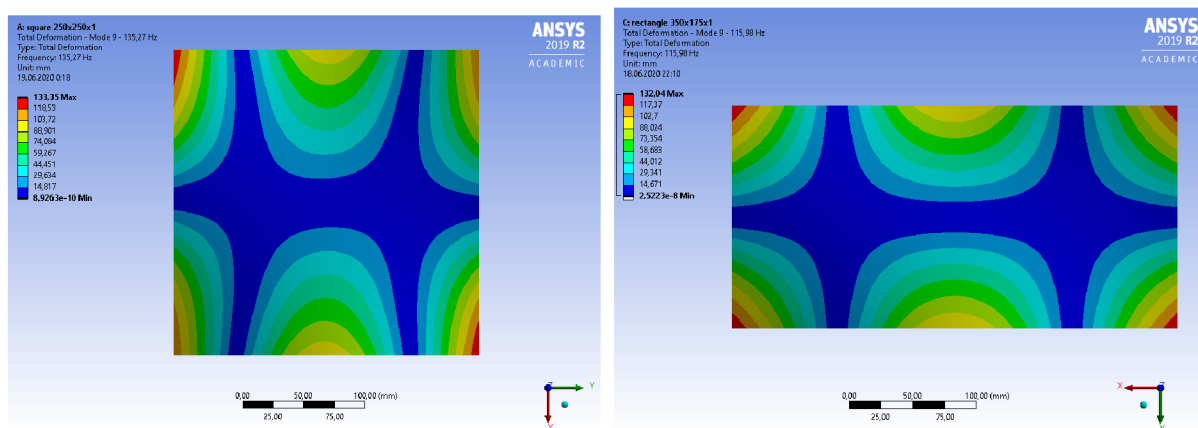 A: square 250x250x1
Total Deformation - Mode 9 - 135,27 Hz
Type: Total Deformation
Frequency: 135,27 Hz
Unit: mm
19.06.2020 0:18
133,35 Max
118,53
103,72
88,901
74,084
59,267
44,451
29,634
14,817
8,9263e-10 Min
ANSYS
2019 R2
ACADEMIC
0,00 50,00 100,00 (mm)
25,00 75,00
Z
Y
X
C: rectangle 350x175x1
Total Deformation - Mode 9 - 115,98 Hz
Type: Total Deformation
Frequency: 115,98 Hz
Unit: mm
18.06.2020 22:10
132,04 Max
117,37
102,7
88,024
73,354
58,683
44,012
29,341
14,671
2,5223e-8 Min
ANSYS
2019 R2
ACADEMIC
0,00 50,00 100,00 (mm)
25,00 75,00
X
Z
Y